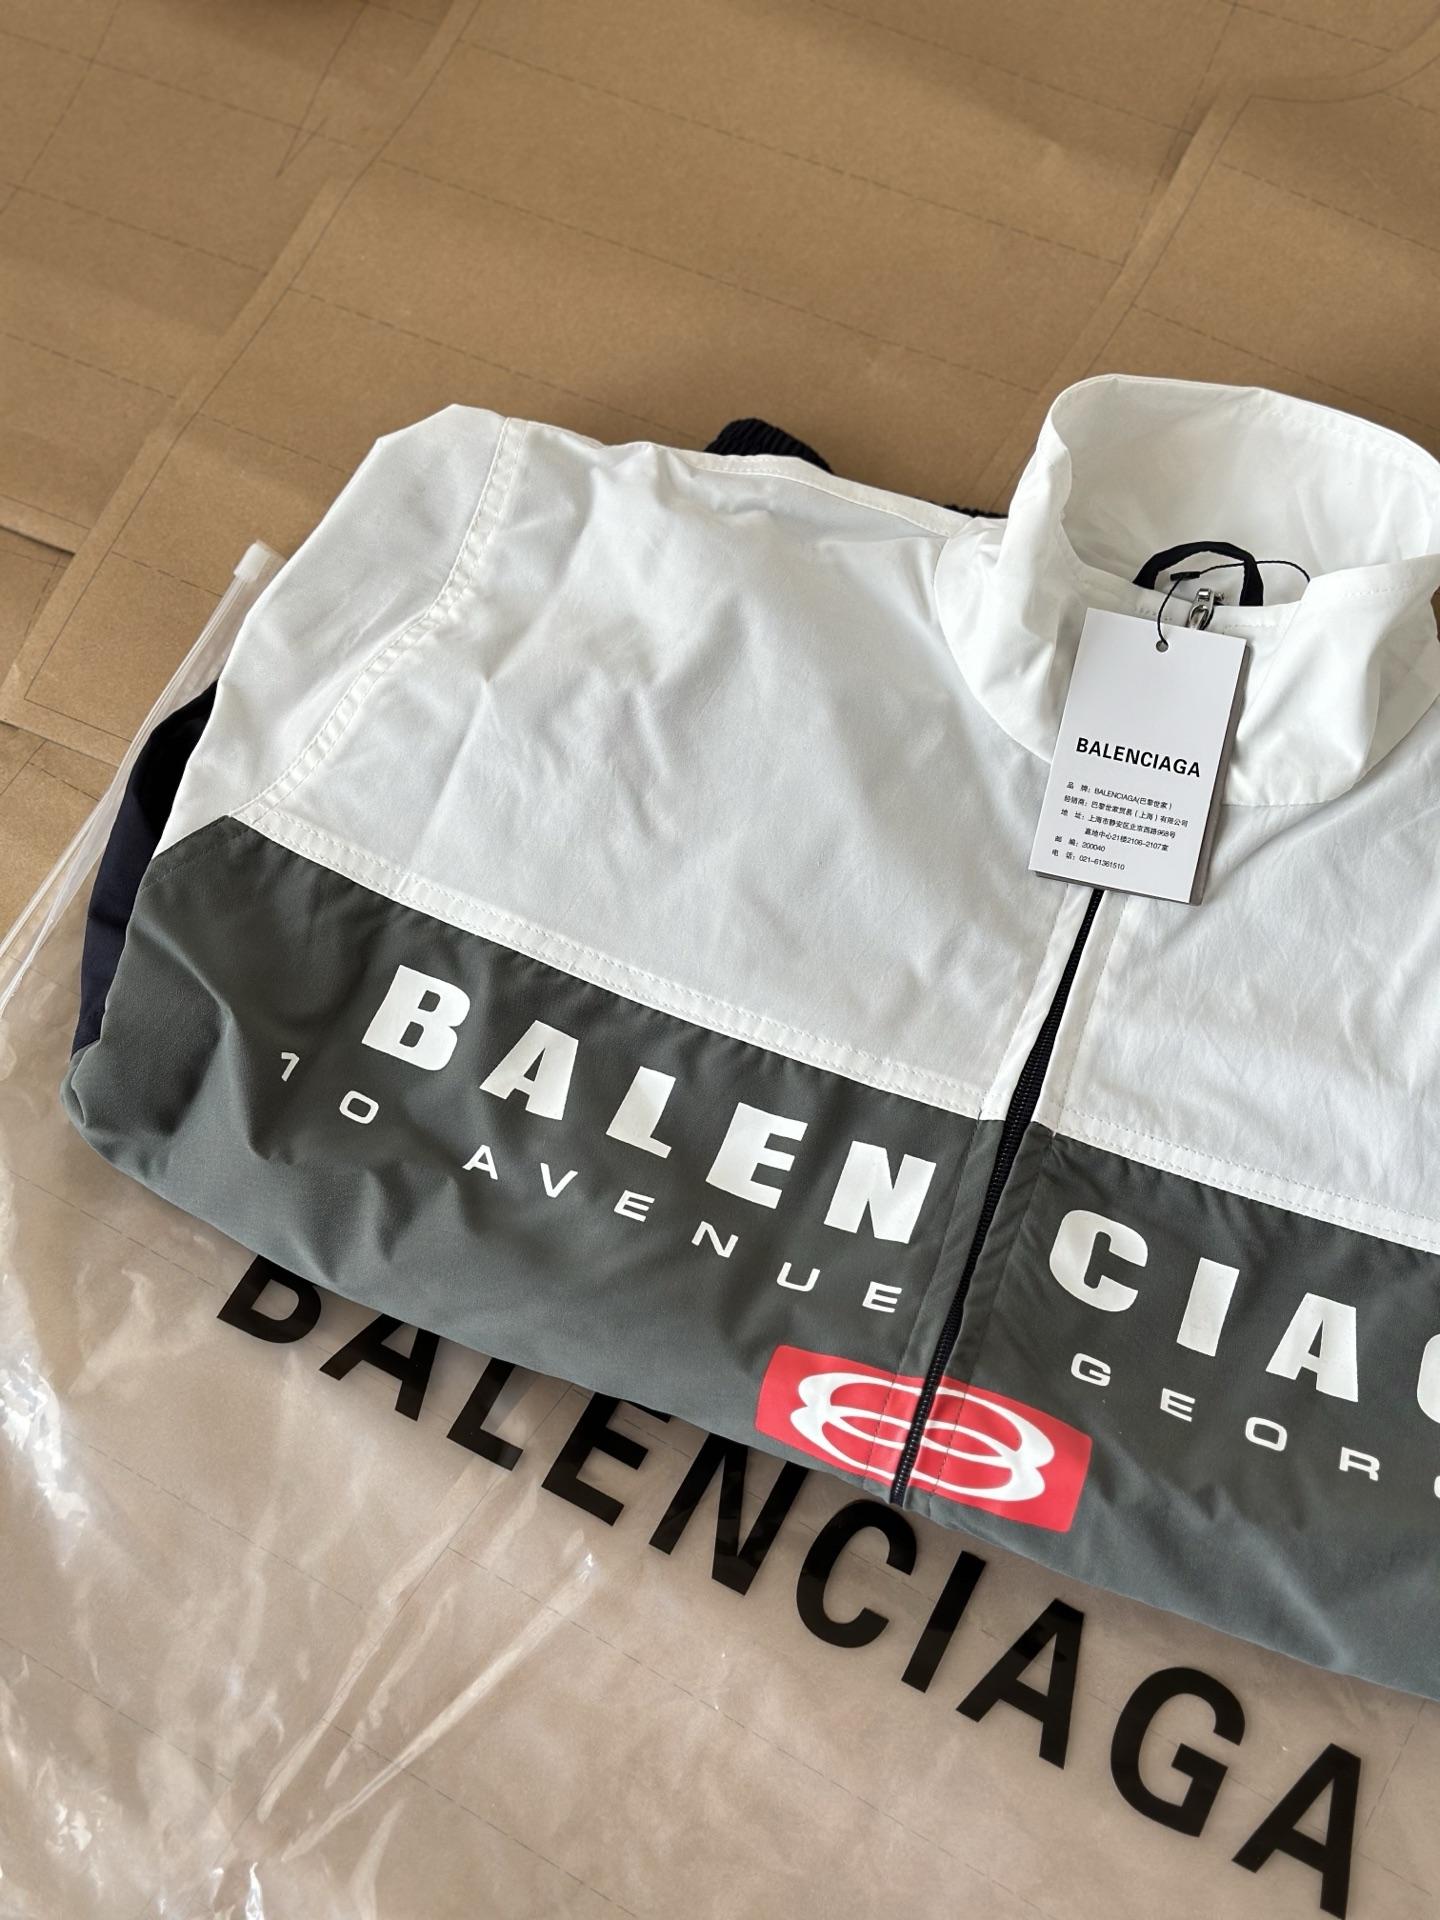 BALENCIAGA
品 牌：BALENCIAGA(巴黎世家）
经销商：巴黎世家贸易（上海）有限公司
地 址：上海市静安区北京西路968号
嘉地中心21楼2106-2107室
邮 编：200040
电 话：021-61361510
BALENCIAG
10 AVENUE GEORG
BALENCIAGA